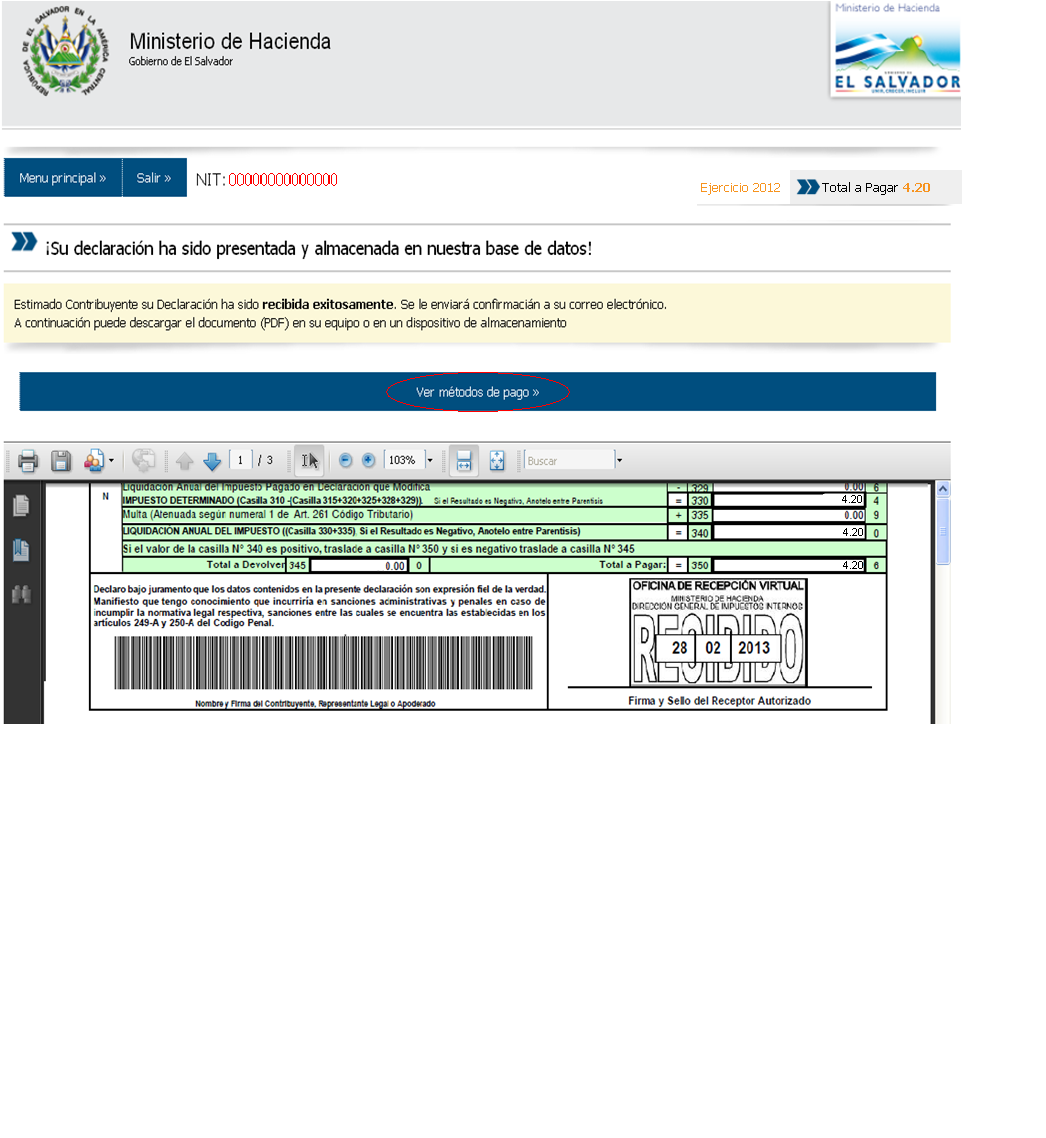 REPÚBLICA DE EL SALVADOR EN LA AMÉRICA CENTRAL
Ministerio de Hacienda
Gobierno de El Salvador
Ministerio de Hacienda
GOBIERNO DE
EL SALVADOR
UNIR, CRECER, INCLUIR
Menu principal »
Salir »
NIT: 00000000000000
Ejercicio 2012
Total a Pagar 4.20
¡Su declaración ha sido presentada y almacenada en nuestra base de datos!
Estimado Contribuyente su Declaración ha sido recibida exitosamente. Se le enviará confirmacián a su correo electrónico.
A continuación puede descargar el documento (PDF) en su equipo o en un dispositivo de almacenamiento
Ver métodos de pago »
1 / 3
103%
Buscar
Liquidación Anual del Impuesto Pagado en Declaración que Modifica - 329 0.00 6
N
IMPUESTO DETERMINADO (Casilla 310 -(Casilla 315+320+325+328+329)). Si el Resultado es Negativo, Anotelo entre Parentisis = 330 4.20 4
Multa (Atenuada según numeral 1 de Art. 261 Código Tributario) + 335 0.00 9
LIQUIDACIÓN ANUAL DEL IMPUESTO ((Casilla 330+335). Si el Resultado es Negativo, Anotelo entre Parentisis) = 340 4.20 0
Si el valor de la casilla N° 340 es positivo, traslade a casilla N° 350 y si es negativo traslade a casilla N° 345
Total a Devolver 345 0.00 0 Total a Pagar: = 350 4.20 6
Declaro bajo juramento que los datos contenidos en la presente declaración son expresión fiel de la verdad.
Manifiesto que tengo conocimiento que incurriría en sanciones administrativas y penales en caso de
incumplir la normativa legal respectiva, sanciones entre las cuales se encuentra las establecidas en los
artículos 249-A y 250-A del Codigo Penal.
Nombre y Firma del Contribuyente, Representante Legal o Apoderado
OFICINA DE RECEPCIÓN VIRTUAL
MINISTERIO DE HACIENDA
DIRECCIÓN GENERAL DE IMPUESTOS INTERNOS
RECIBIDO
28 02 2013
Firma y Sello del Receptor Autorizado